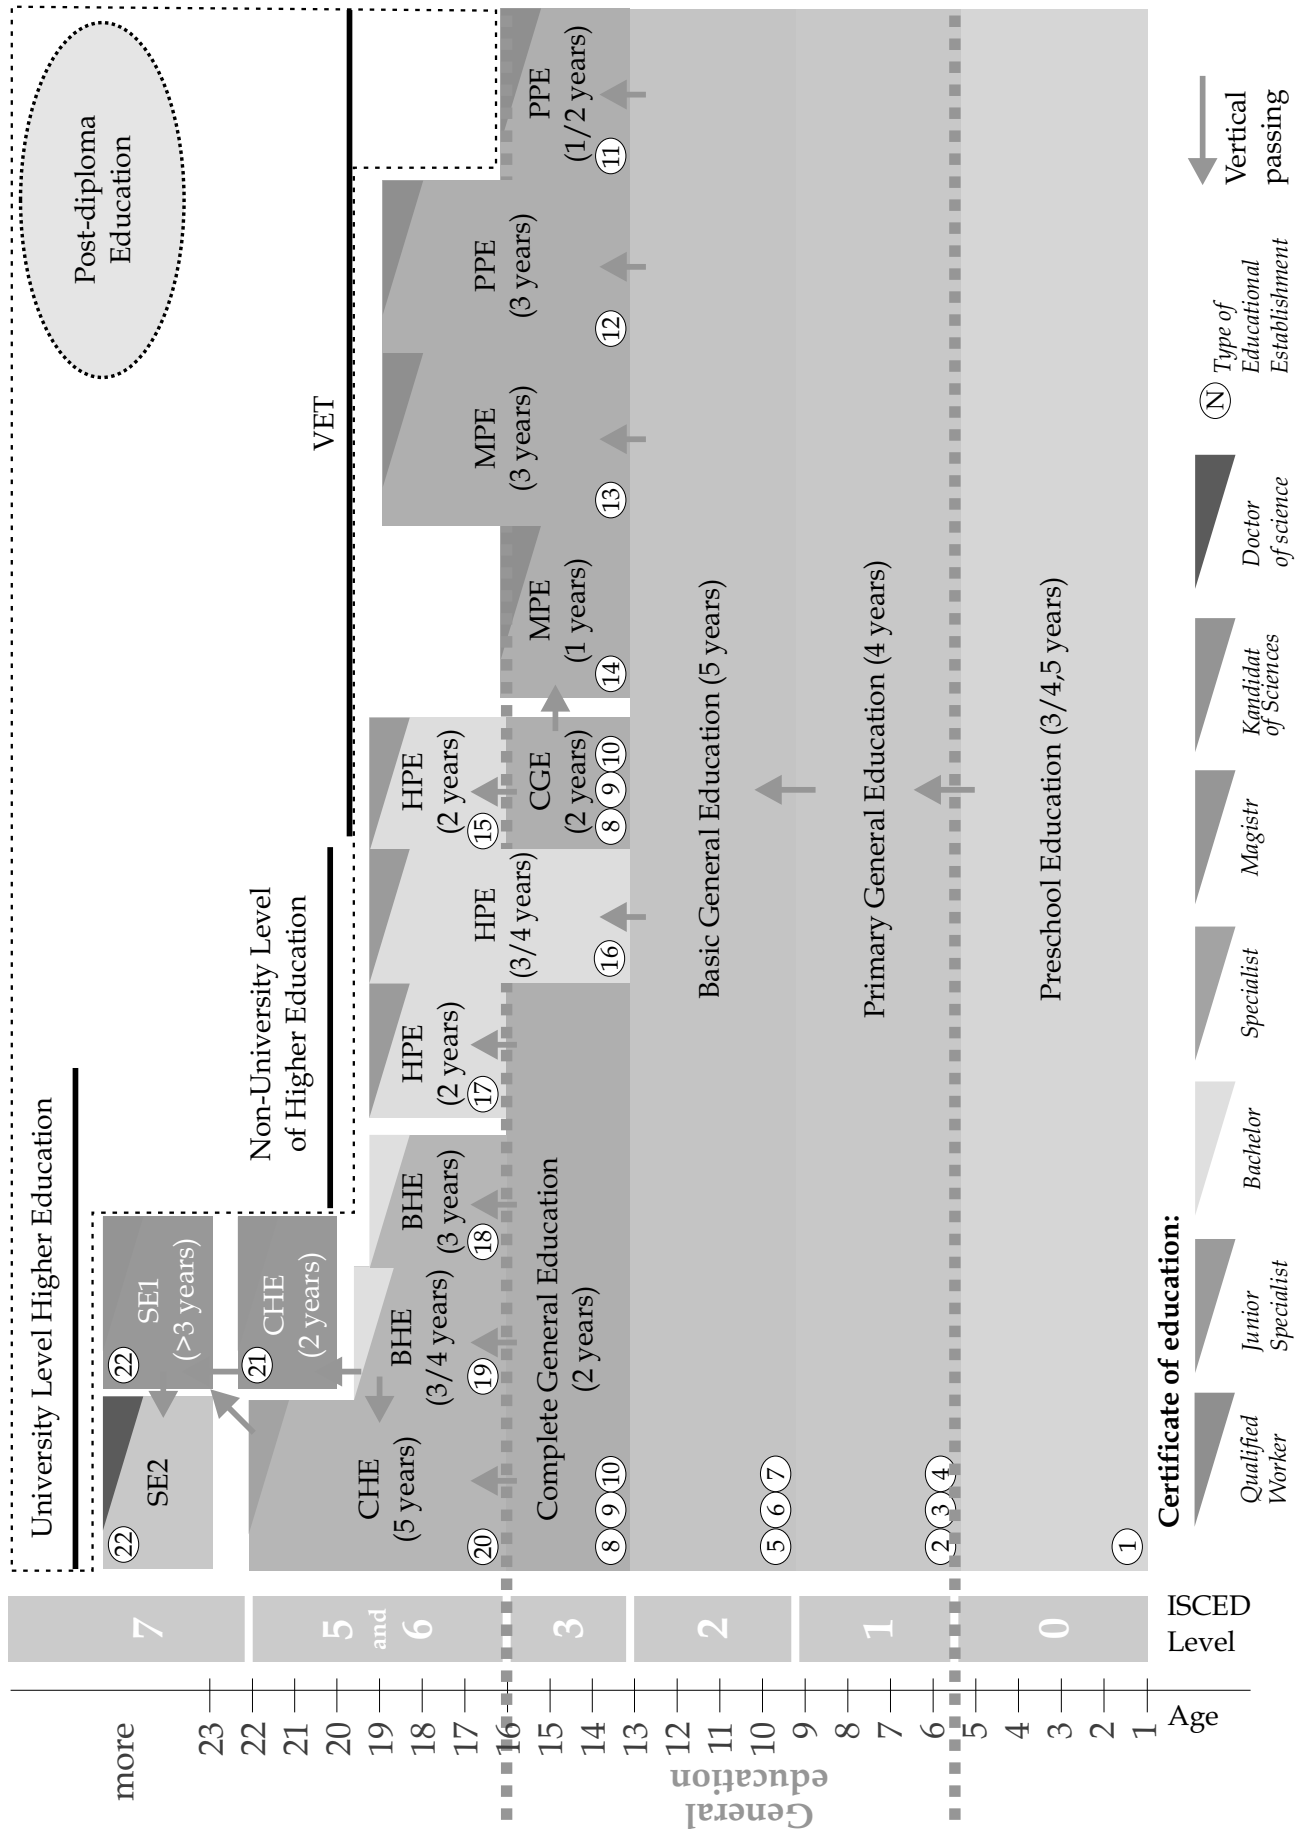 University Level Higher Education
Non-University Level
of Higher Education
VET
Post-diploma
Education
22
SE2
22
SE1
(>3 years)
21
CHE
(2 years)
CHE
(5 years)
20
BHE
(3/4 years)
19
BHE
(3 years)
18
HPE
(2 years)
17
HPE
(3/4 years)
16
HPE
(2 years)
15
CGE
(2 years)
8 9 10
MPE
(1 years)
14
MPE
(3 years)
13
PPE
(3 years)
12
PPE
(1/2 years)
11
Complete General Education
(2 years)
8 9 10
Basic General Education (5 years)
5 6 7
Primary General Education (4 years)
2 3 4
Preschool Education (3/4,5 years)
1
7
5
and
6
3
2
1
0
ISCED
Level
more
23
22
21
20
19
18
17
16
15
14
13
12
11
10
9
8
7
6
5
4
3
2
1
Age
General
education
Certificate of education:
Qualified
Worker
Junior
Specialist
Bachelor
Specialist
Magistr
Kandidat
of Sciences
Doctor
of science
N Type of
Educational
Establishment
Vertical
passing